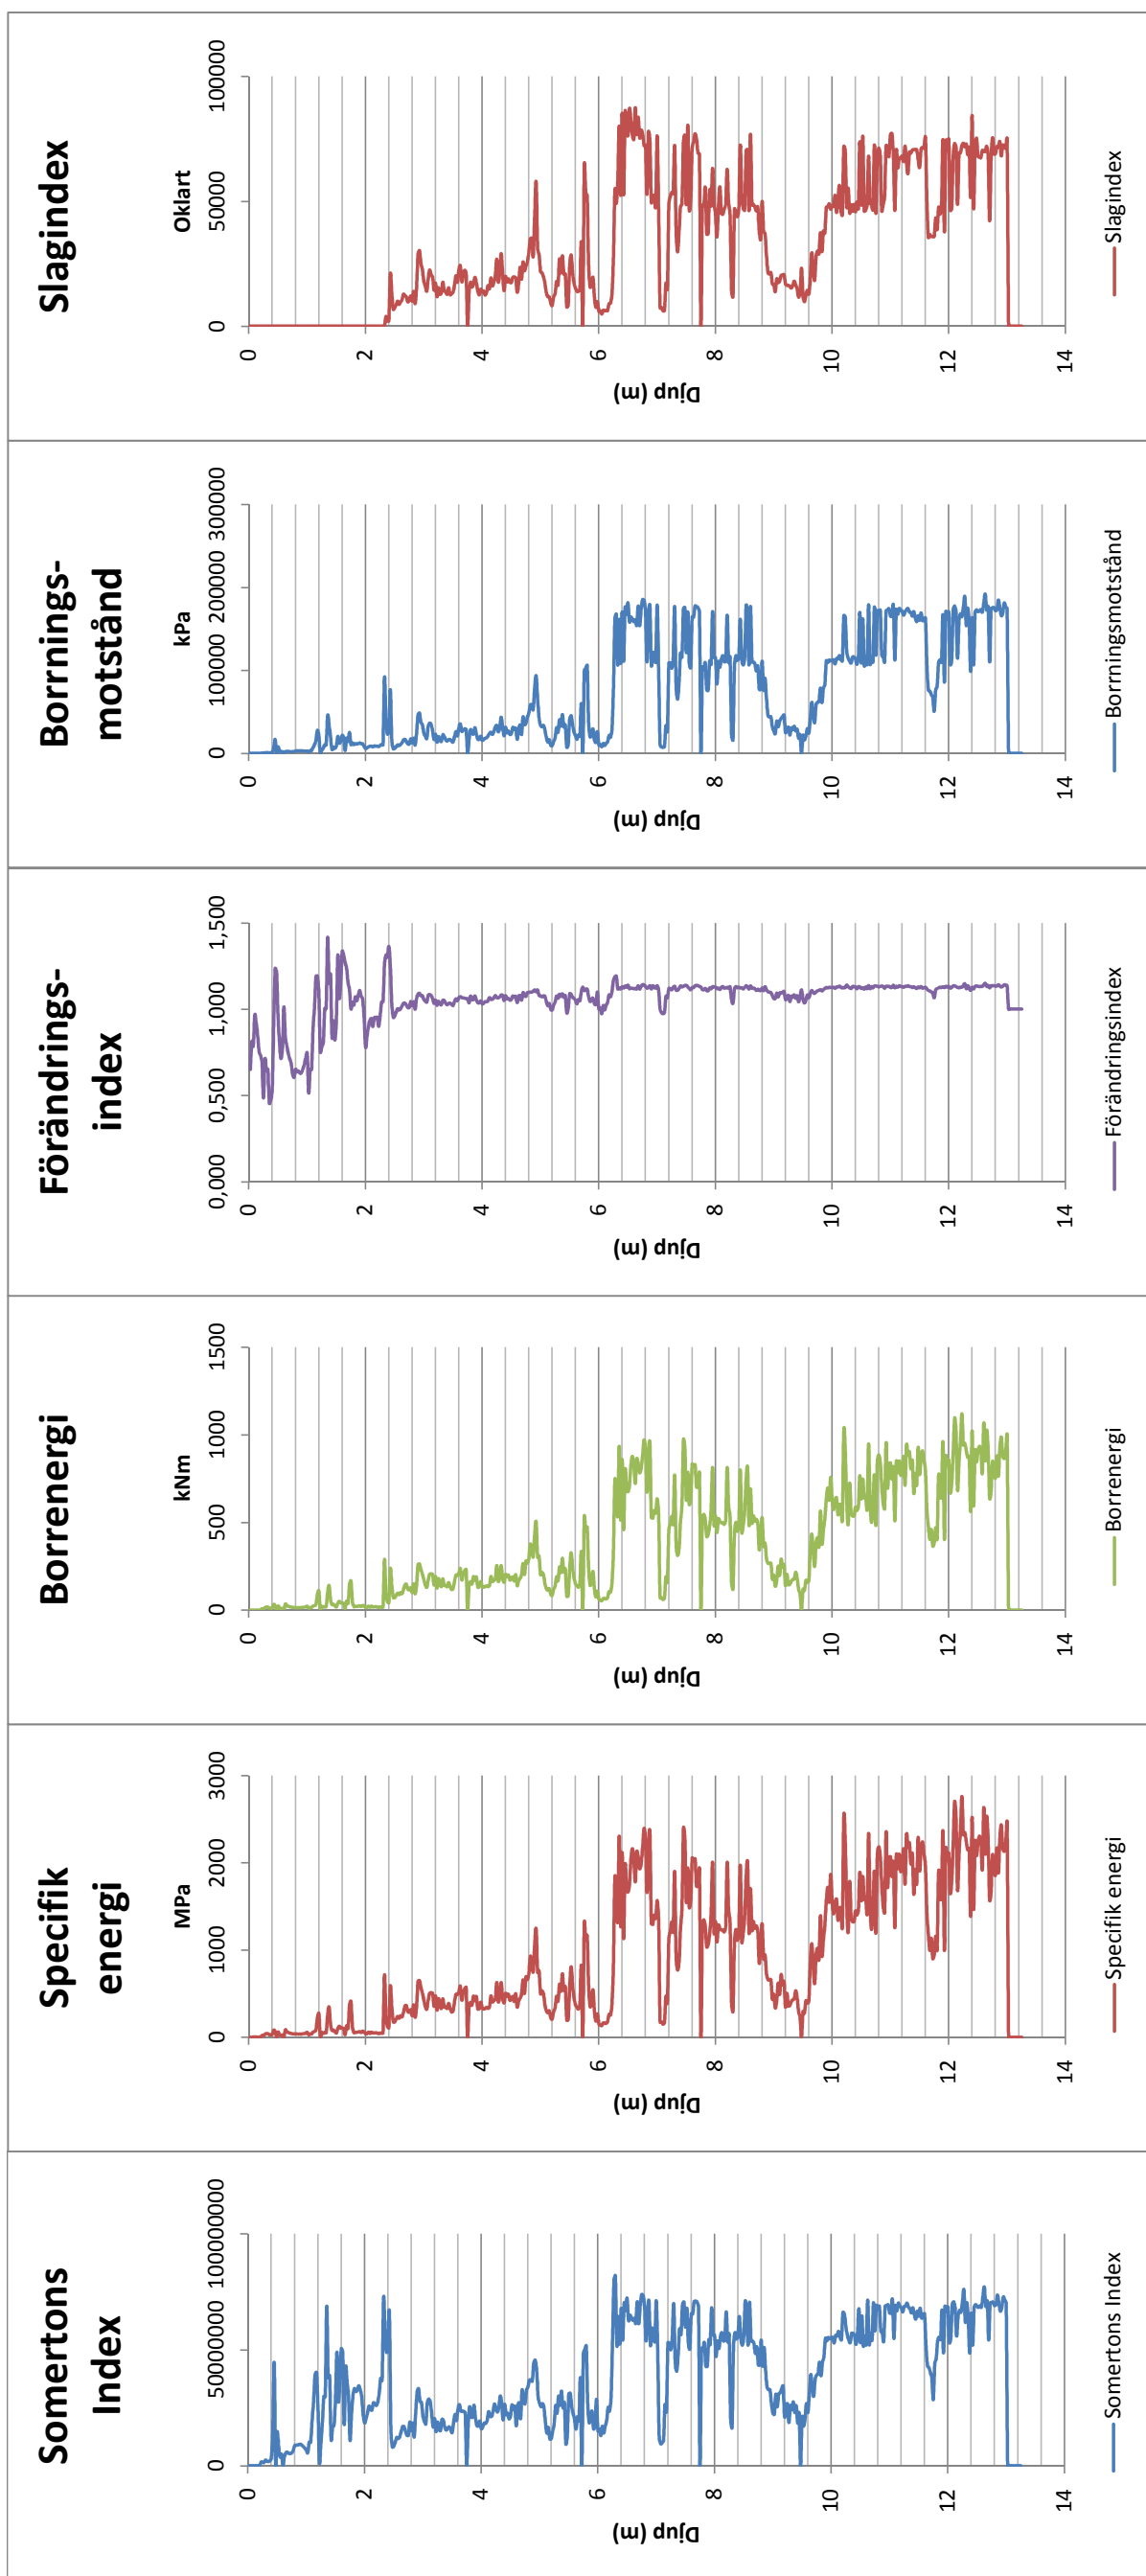 Somertons
Index
0 50000000 100000000
0
2
4
6
8
10
12
14
Djup (m)
Somertons Index
Specifik
energi
MPa
0 1000 2000 3000
0
2
4
6
8
10
12
14
Djup (m)
Specifik energi
Borrenergi
kNm
0 500 1000 1500
0
2
4
6
8
10
12
14
Djup (m)
Borrenergi
Förändrings-
index
0,000 0,500 1,000 1,500
0
2
4
6
8
10
12
14
Djup (m)
Förändringsindex
Borrnings-
motstånd
kPa
0 100000 200000 300000
0
2
4
6
8
10
12
14
Djup (m)
Borrningsmotstånd
Slagindex
Oklart
0 50000 100000
0
2
4
6
8
10
12
14
Djup (m)
Slagindex